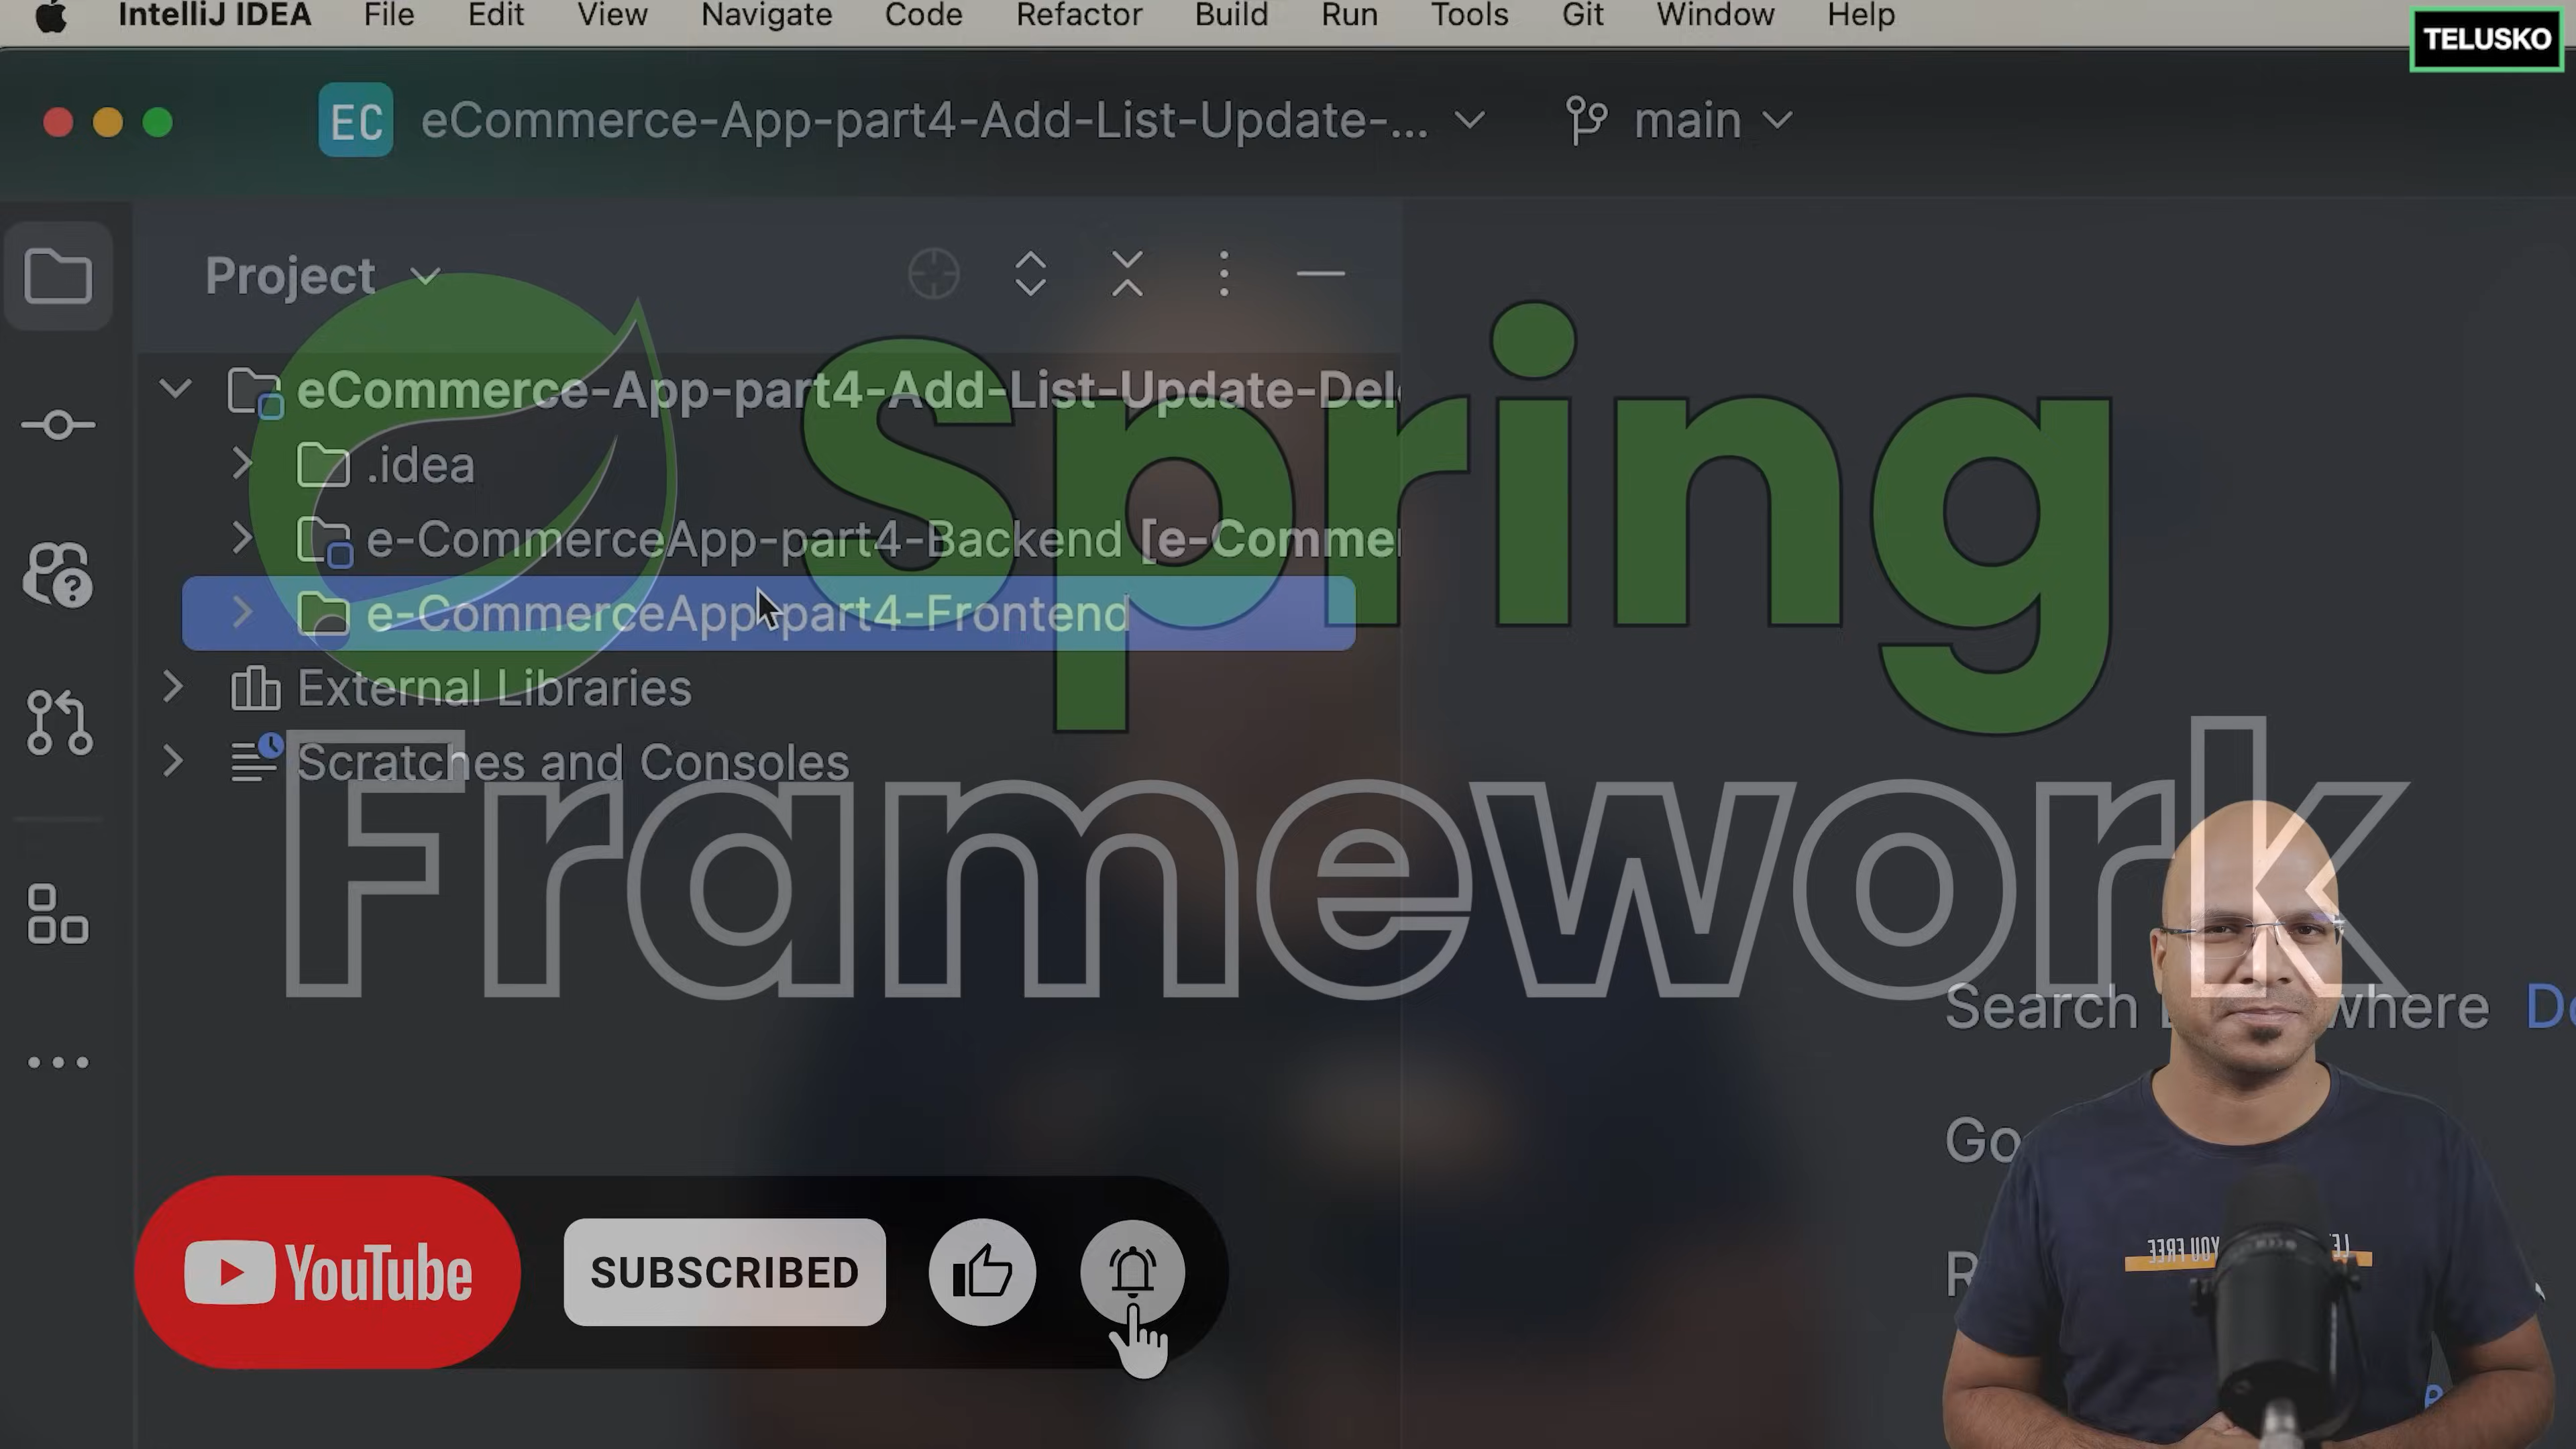 IntelliJ IDEA File Edit View Navigate Code Refactor Build Run Tools Git Window Help
TELUSKO
EC eCommerce-App-part4-Add-List-Update-... main
Project
eCommerce-App-part4-Add-List-Update-Del
.idea
e-CommerceApp-part4-Backend [e-Commer
e-CommerceApp-part4-Frontend
External Libraries
Scratches and Consoles
Spring
Framework
Search where
Go
YOU FREE
YouTube SUBSCRIBED